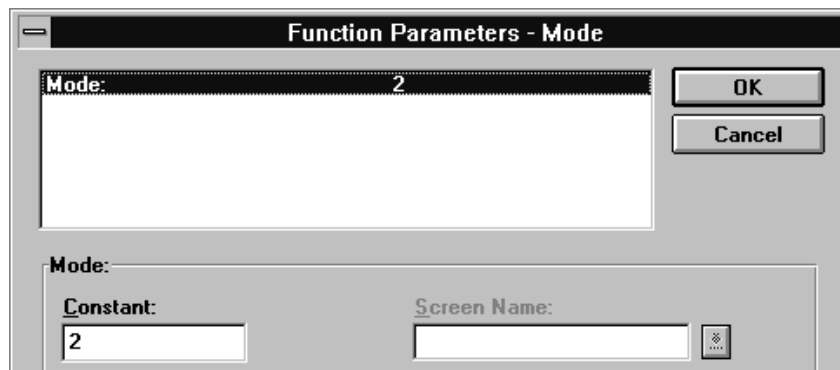 Function Parameters - Mode
Mode: 2
OK
Cancel
Mode:
Constant:
Screen Name:
2